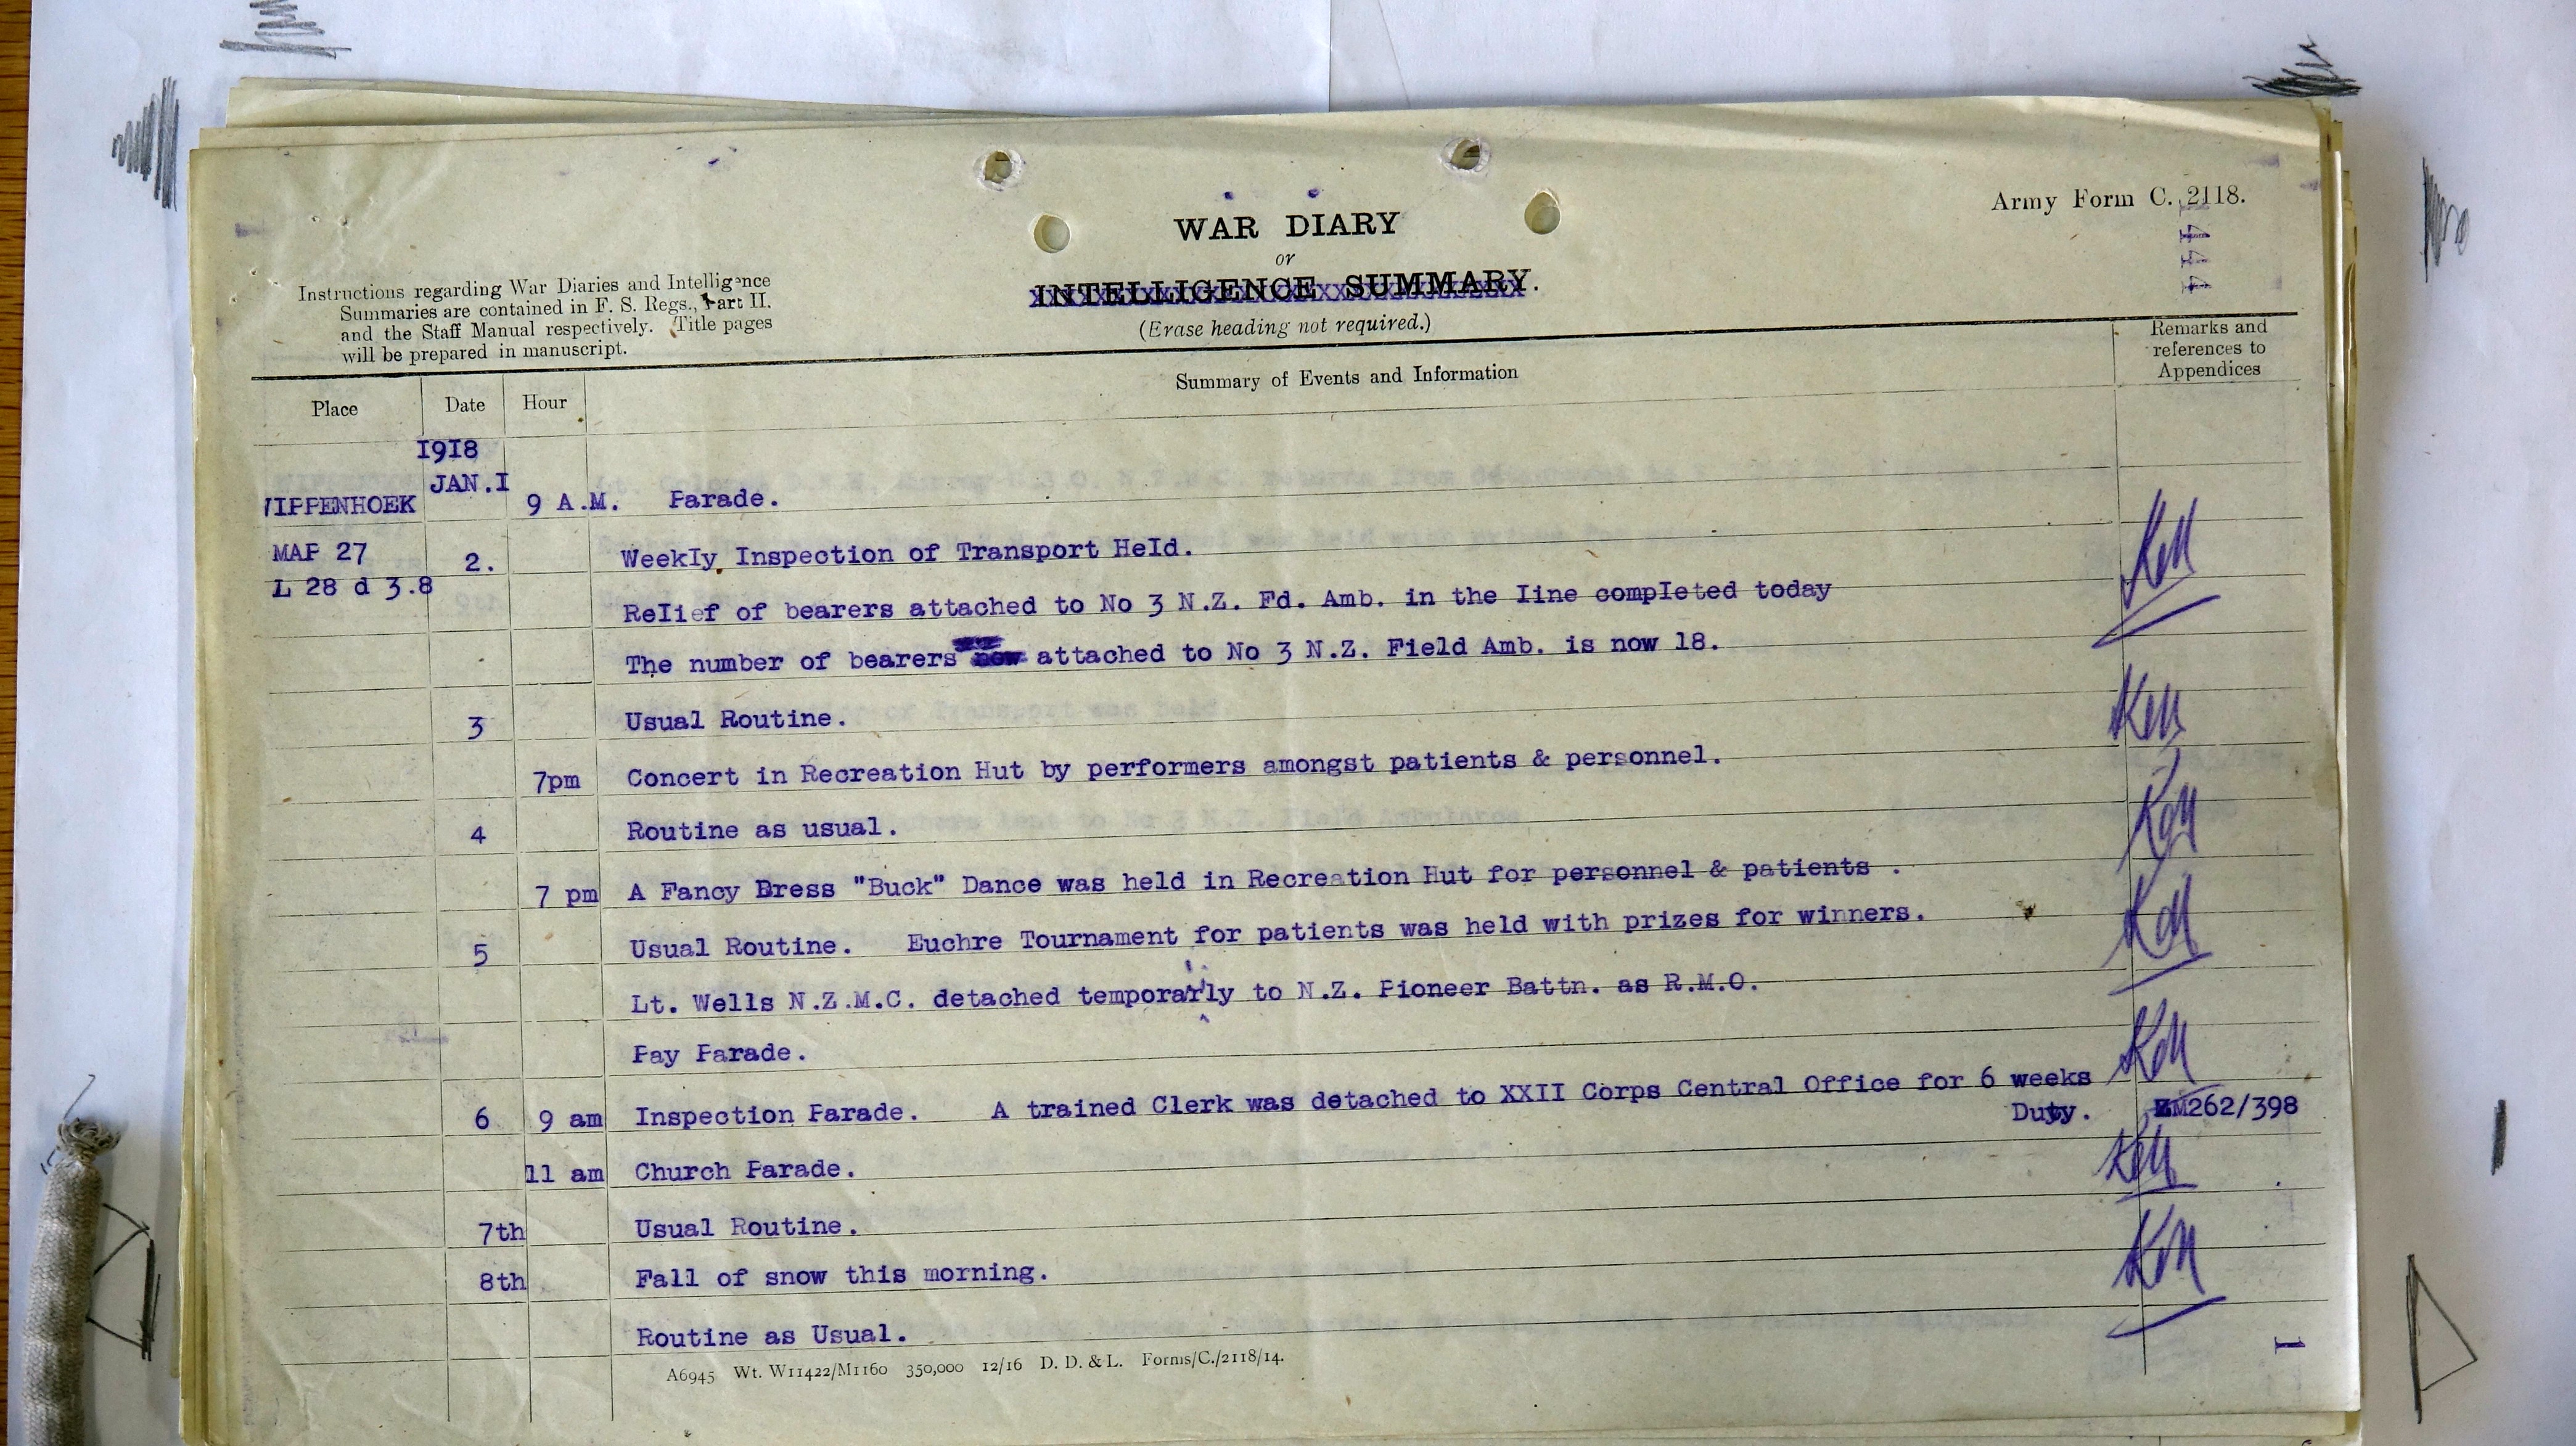 Army Form C. 2118.
WAR DIARY
or
INTELLIGENCE SUMMARY.
(Erase heading not required.)
Instructions regarding War Diaries and Intelligence
Summaries are contained in F. S. Regs., Part II.
and the Staff Manual respectively. Title pages
will be prepared in manuscript.
Place Date Hour Summary of Events and Information Remarks and references to Appendices
1918
VIPPENHOEK JAN.I 9 A.M. Parade.
MAP 27 2. Weekly Inspection of Transport Held.
L 28 d 3.8 Relief of bearers attached to No 3 N.Z. Fd. Amb. in the line completed today
The number of bearers now attached to No 3 N.Z. Field Amb. is now 18.
3 Usual Routine.
7pm Concert in Recreation Hut by performers amongst patients & personnel.
4 Routine as usual.
7 pm A Fancy Dress "Buck" Dance was held in Recreation Hut for personnel & patients .
5 Usual Routine. Euchre Tournament for patients was held with prizes for winners.
Lt. Wells N.Z.M.C. detached temporarily to N.Z. Pioneer Battn. as R.M.O.
Pay Parade.
6 9 am Inspection Parade. A trained Clerk was detached to XXII Corps Central Office for 6 weeks
Duty. ZM262/398
11 am Church Parade.
7th Usual Routine.
8th Fall of snow this morning.
Routine as Usual.
A6945 Wt. W11422/M1160 350,000 12/16 D. D. & L. Forms/C./2118/14.
1